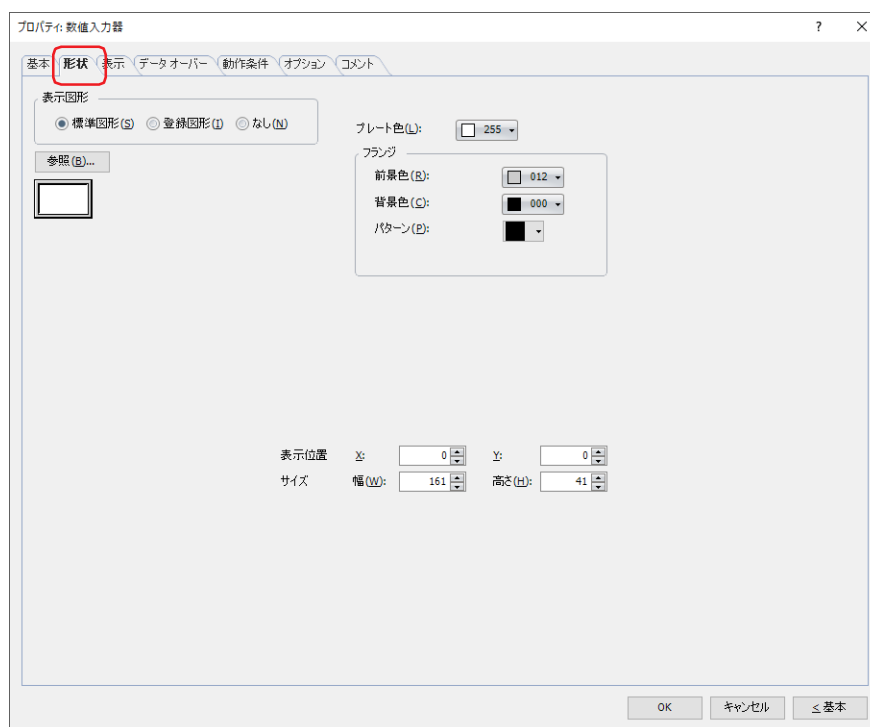 プロパティ: 数値入力器 ? ×
基本 形状 表示 データ オーバー 動作条件 オプション コメント
表示図形
標準図形(S) 登録図形(I) なし(N)
プレート色(L): 255
参照(B)...
フランジ
前景色(R): 012
背景色(C): 000
パターン(P):
表示位置 X: 0 Y: 0
サイズ 幅(W): 161 高さ(H): 41
OK キャンセル ≤ 基本